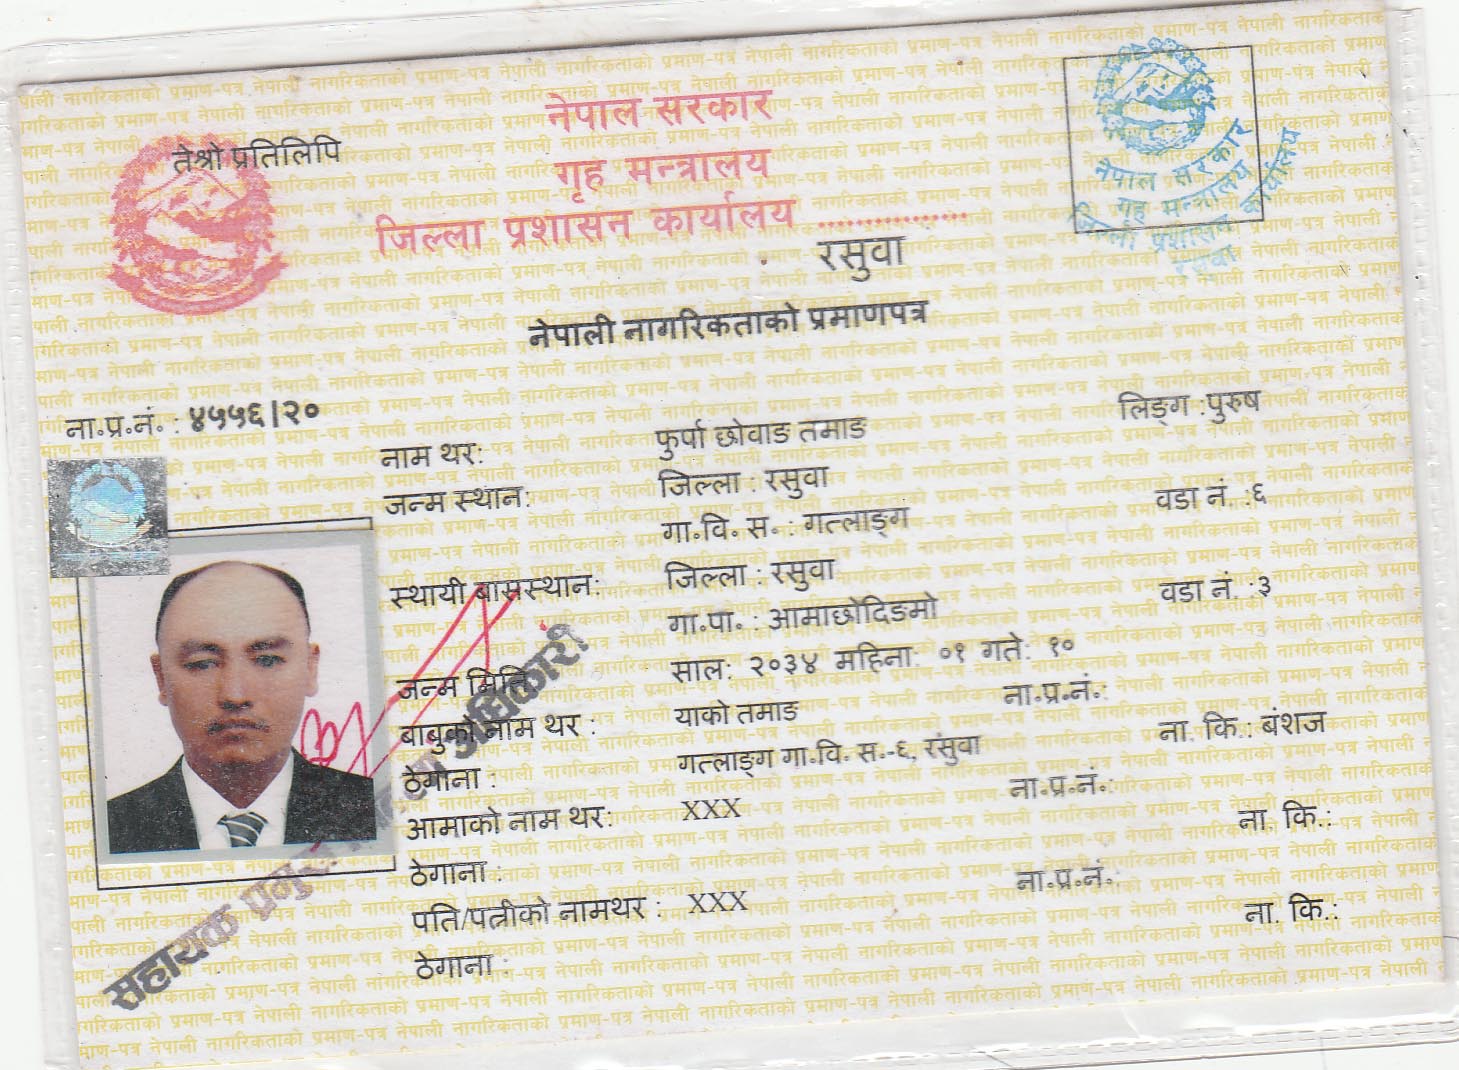 नेपाल सरकार
गृह मन्त्रालय
जिल्ला प्रशासन कार्यालय ................
रसुवा
तेश्रो प्रतिलिपि
नेपाल सरकार
गृह मन्त्रालय
जिल्ला प्रशासन कार्यालय
रसुवा
नेपाली नागरिकताको प्रमाणपत्र
ना.प्र.नं. : ४५५६।२०
लिङ्ग :पुरुष
नाम थर: फुर्पा छोवाङ तमाङ
जन्म स्थान: जिल्ला : रसुवा
गा.वि. स. : गत्लाङ्ग वडा नं. :६
स्थायी बासस्थान: जिल्ला : रसुवा
गा.पा. : आमाछोदिङमो वडा नं. :३
जन्म मिति साल: २०३४ महिना: ०१ गते: १०
बाबुको नाम थर : याको तमाङ ना.प्र.नं.:
ठेगाना : गत्लाङ्ग गा.वि. स.-६, रसुवा ना. कि.: बंशज
आमाको नाम थर: XXX ना.प्र.नं.:
ठेगाना : ना. कि.:
पति/पत्नीको नामथर : XXX ना.प्र.नं.:
ठेगाना : ना. कि.:
सहायक प्रमुख अधिकारी
नेपाली नागरिकताको प्रमाण-पत्र